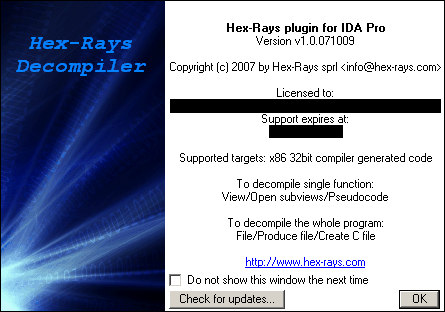 Hex-Rays
Decompiler
Hex-Rays plugin for IDA Pro
Version v1.0.071009
Copyright (c) 2007 by Hex-Rays sprl <info@hex-rays.com>
Licensed to:
Support expires at:
Supported targets: x86 32bit compiler generated code
To decompile single function:
View/Open subviews/Pseudocode
To decompile the whole program:
File/Produce file/Create C file
http://www.hex-rays.com
Do not show this window the next time
Check for updates...
OK